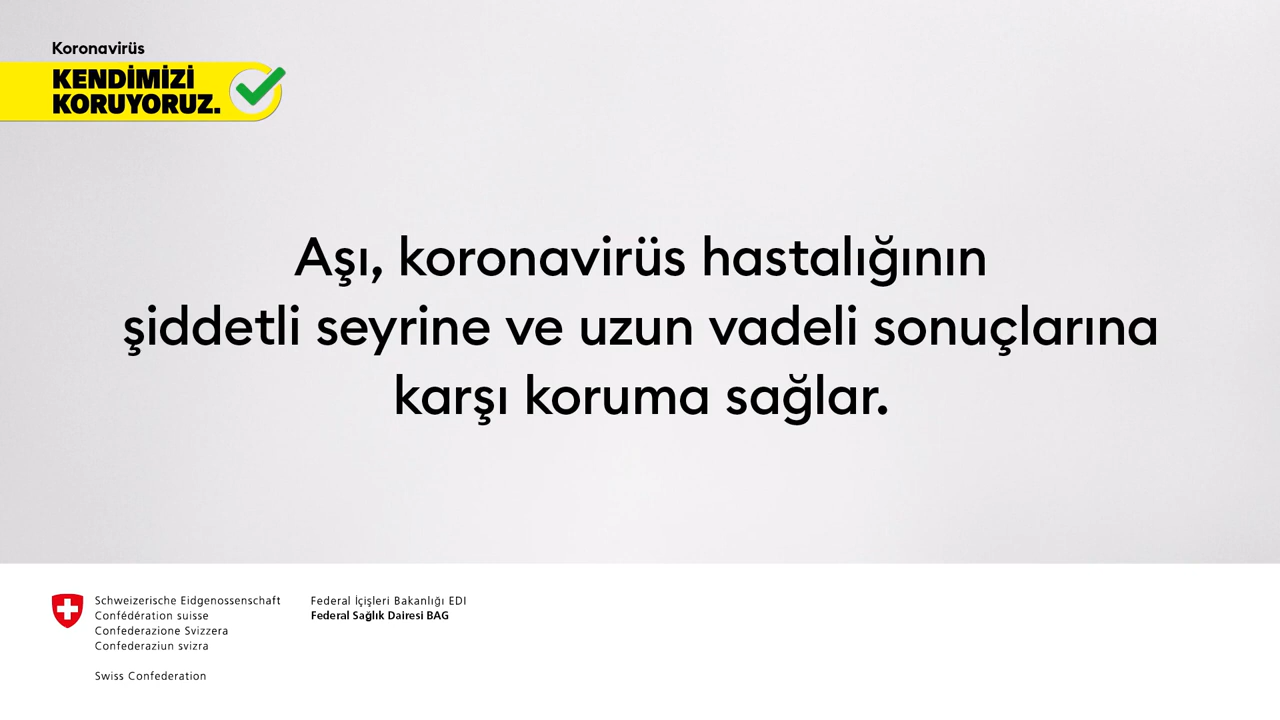 Koronavirüs
KENDİMİZİ
KORUYORUZ.
Aşı, koronavirüs hastalığının
şiddetli seyrine ve uzun vadeli sonuçlarına
karşı koruma sağlar.
Schweizerische Eidgenossenschaft
Confédération suisse
Confederazione Svizzera
Confederaziun svizra
Swiss Confederation
Federal İçişleri Bakanlığı EDI
Federal Sağlık Dairesi BAG